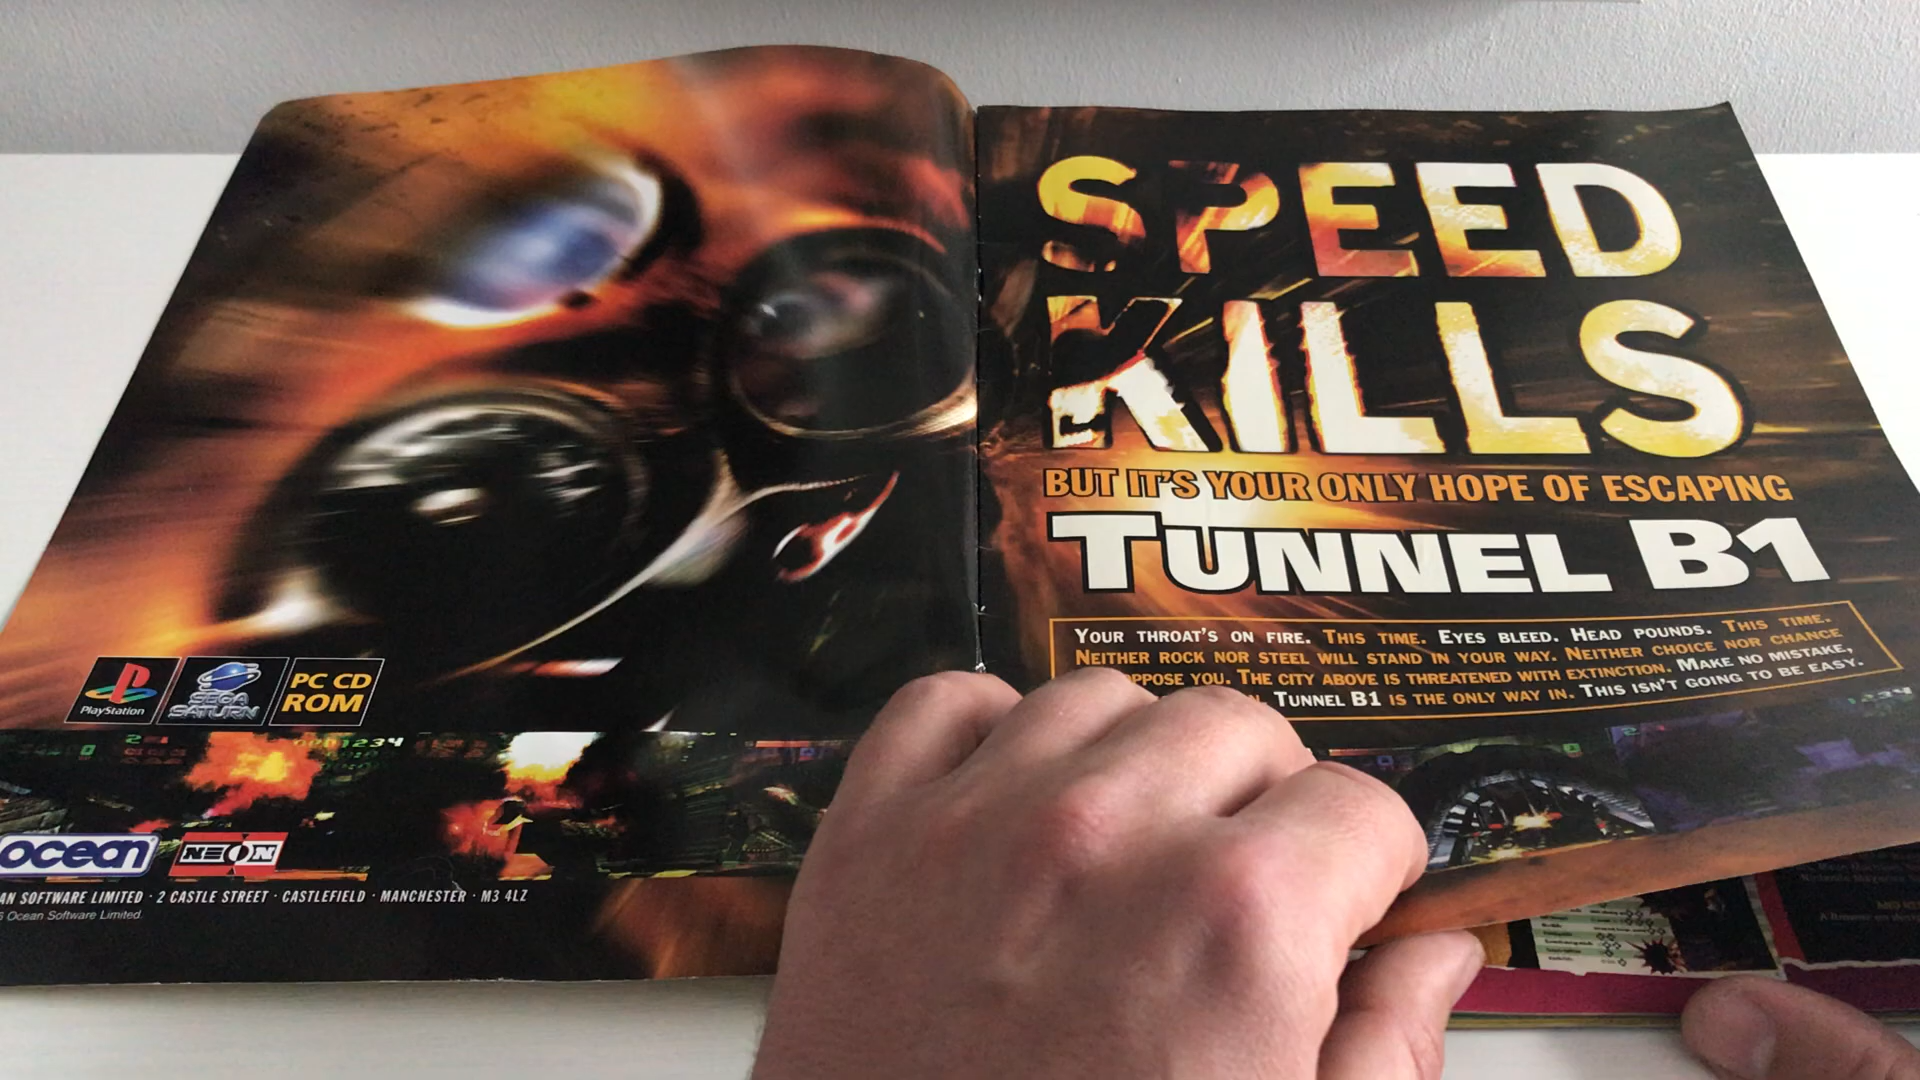 PlayStation
SEGA SATURN
PC CD
ROM
1234
ocean
NEON
AN SOFTWARE LIMITED · 2 CASTLE STREET · CASTLEFIELD · MANCHESTER · M3 4LZ
6 Ocean Software Limited.
SPEED
KILLS
BUT IT'S YOUR ONLY HOPE OF ESCAPING
TUNNEL B1
YOUR THROAT'S ON FIRE. THIS TIME. EYES BLEED. HEAD POUNDS. THIS TIME.
NEITHER ROCK NOR STEEL WILL STAND IN YOUR WAY. NEITHER CHOICE NOR CHANCE
OPPOSE YOU. THE CITY ABOVE IS THREATENED WITH EXTINCTION. MAKE NO MISTAKE,
TUNNEL B1 IS THE ONLY WAY IN. THIS ISN'T GOING TO BE EASY.
1234